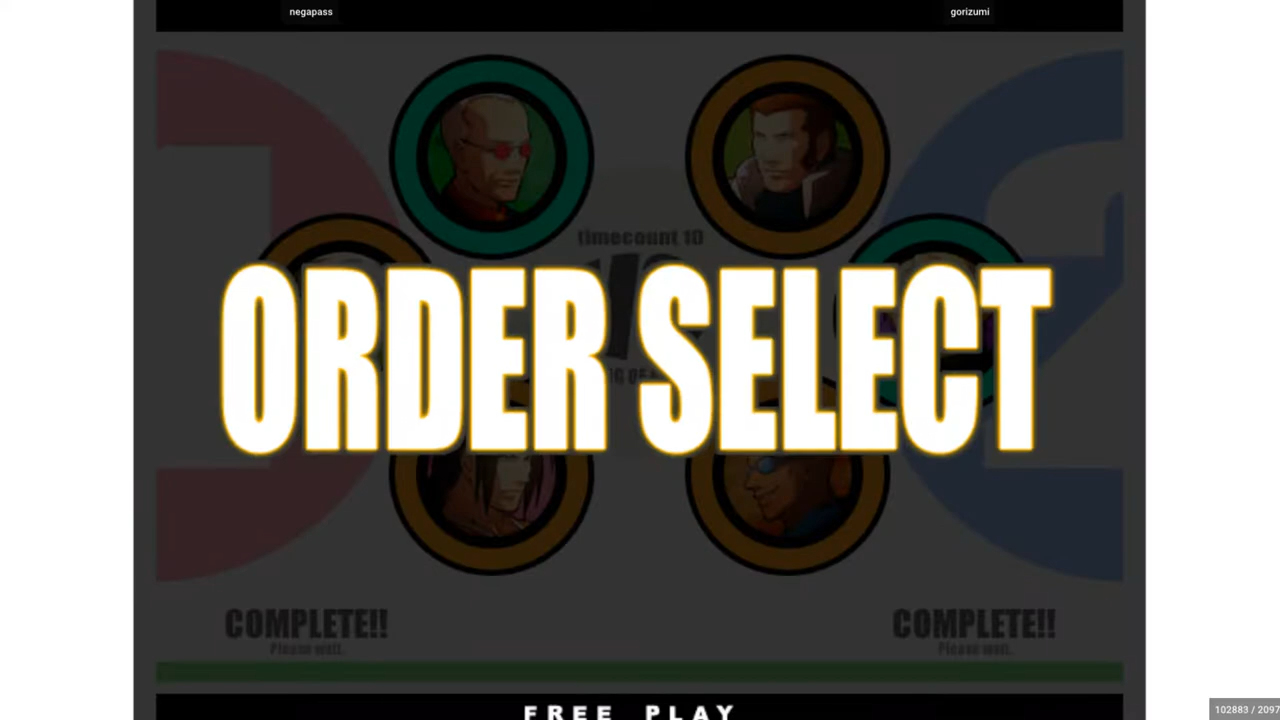 negapass
gorizumi
timecount 10
ORDER SELECT
COMPLETE!!
Please wait.
COMPLETE!!
Please wait.
FREE PLAY
102883 / 2097